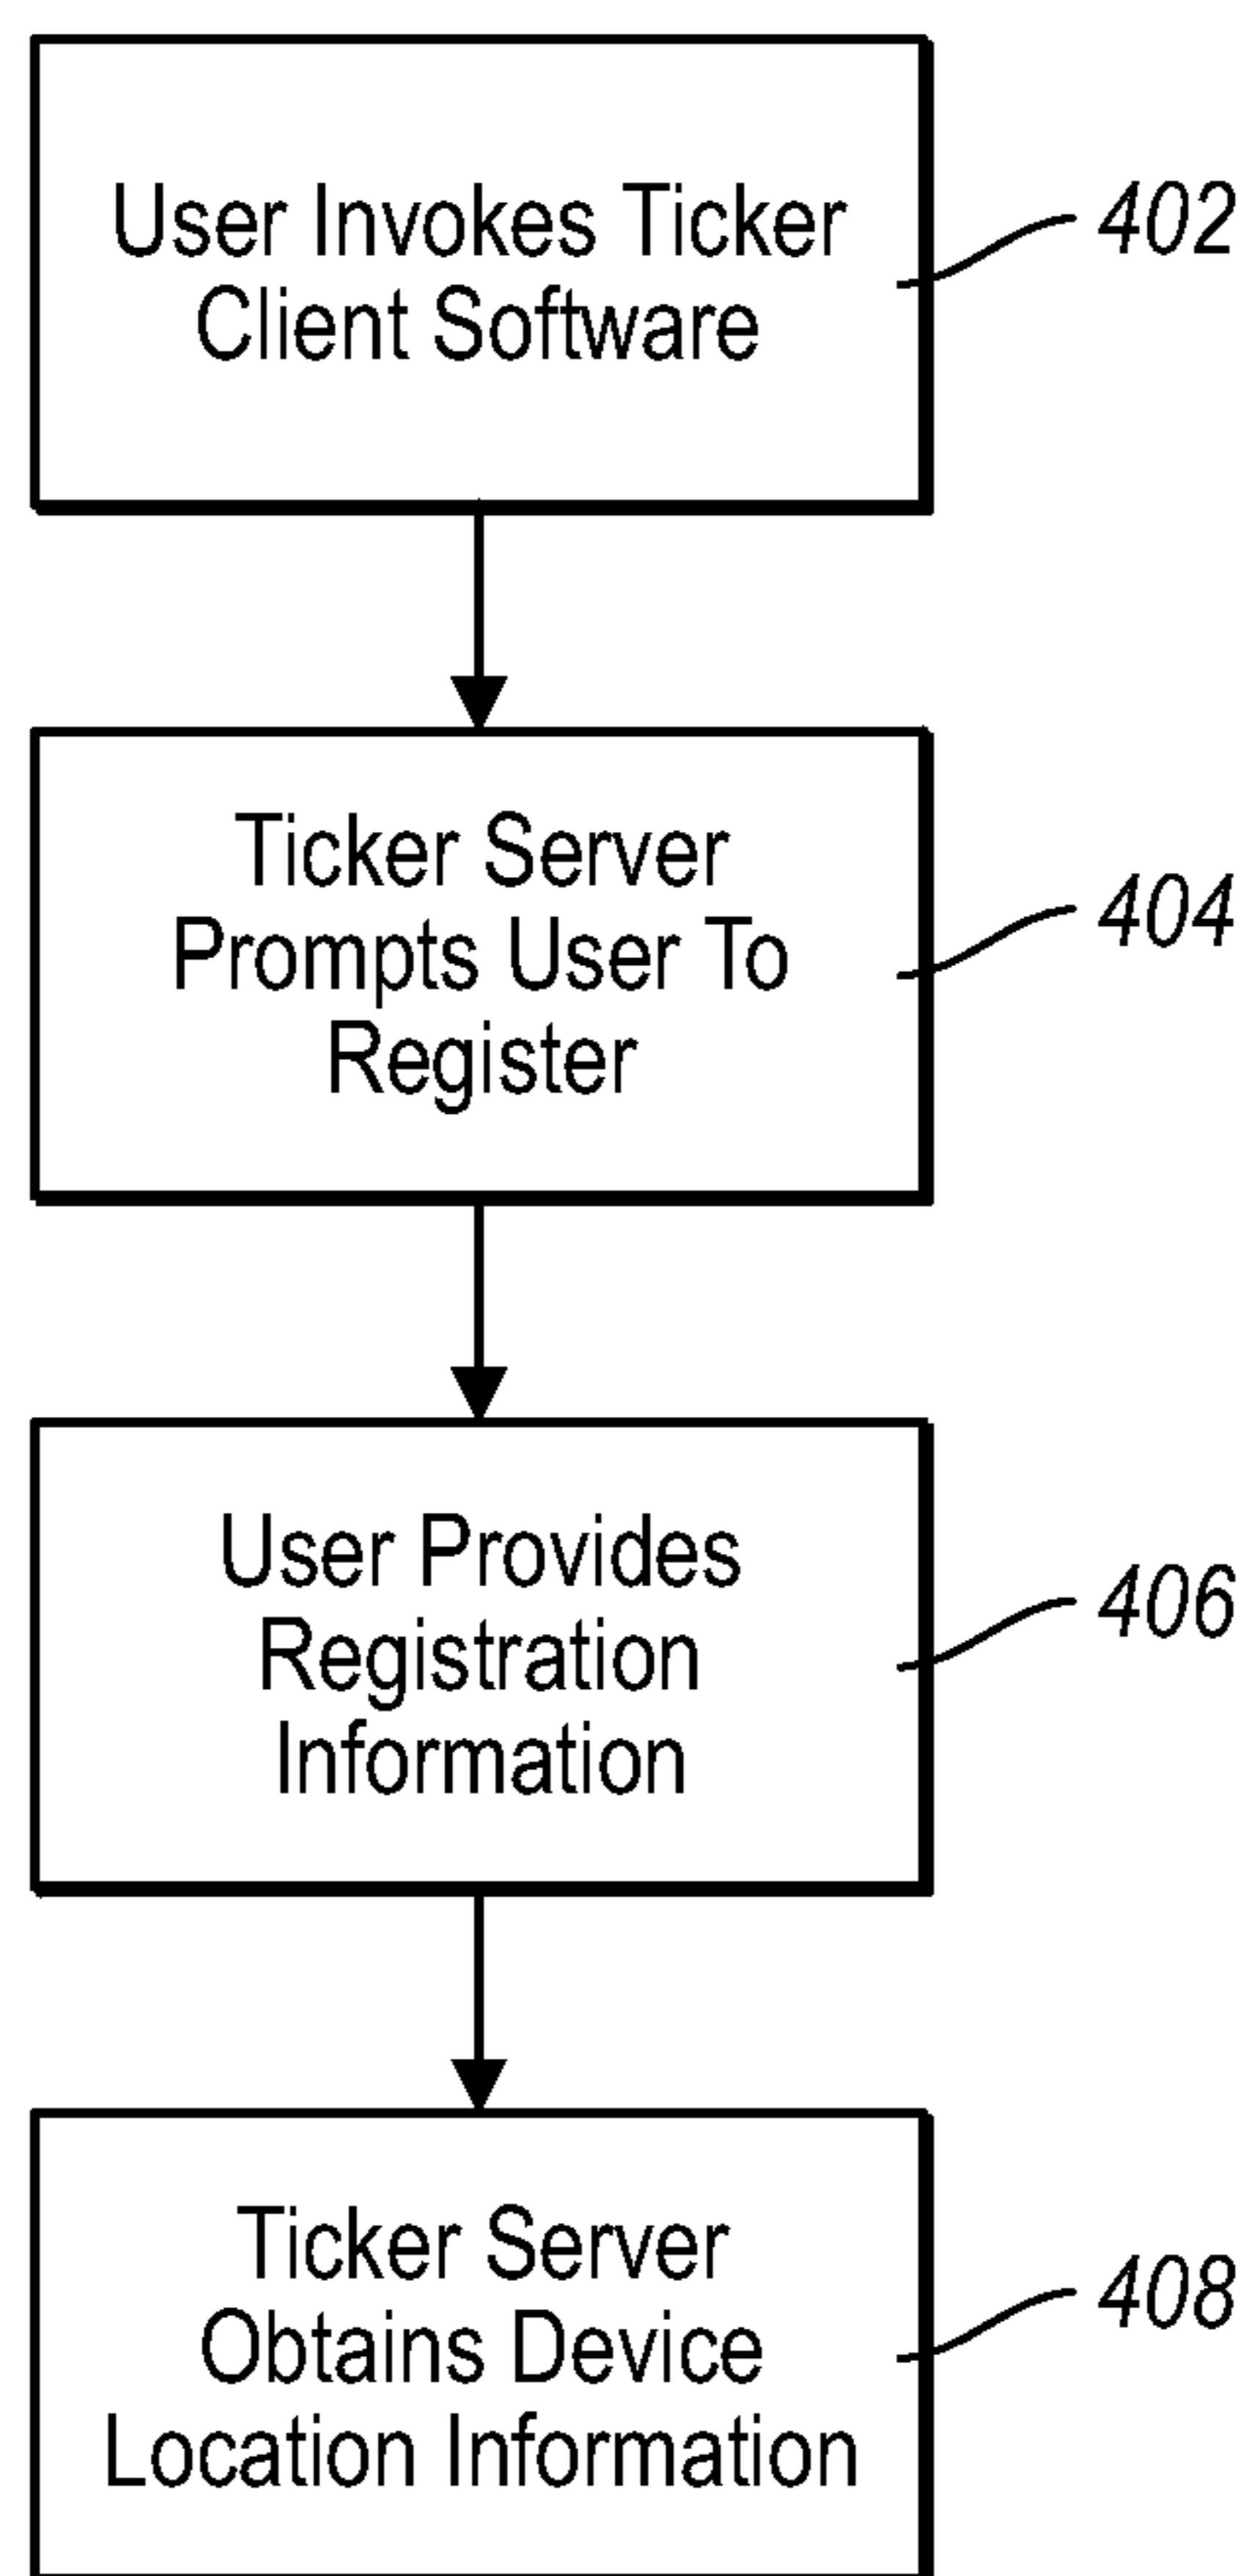 User Invokes Ticker
Client Software
402
Ticker Server
Prompts User To
Register
404
User Provides
Registration
Information
406
Ticker Server
Obtains Device
Location Information
408